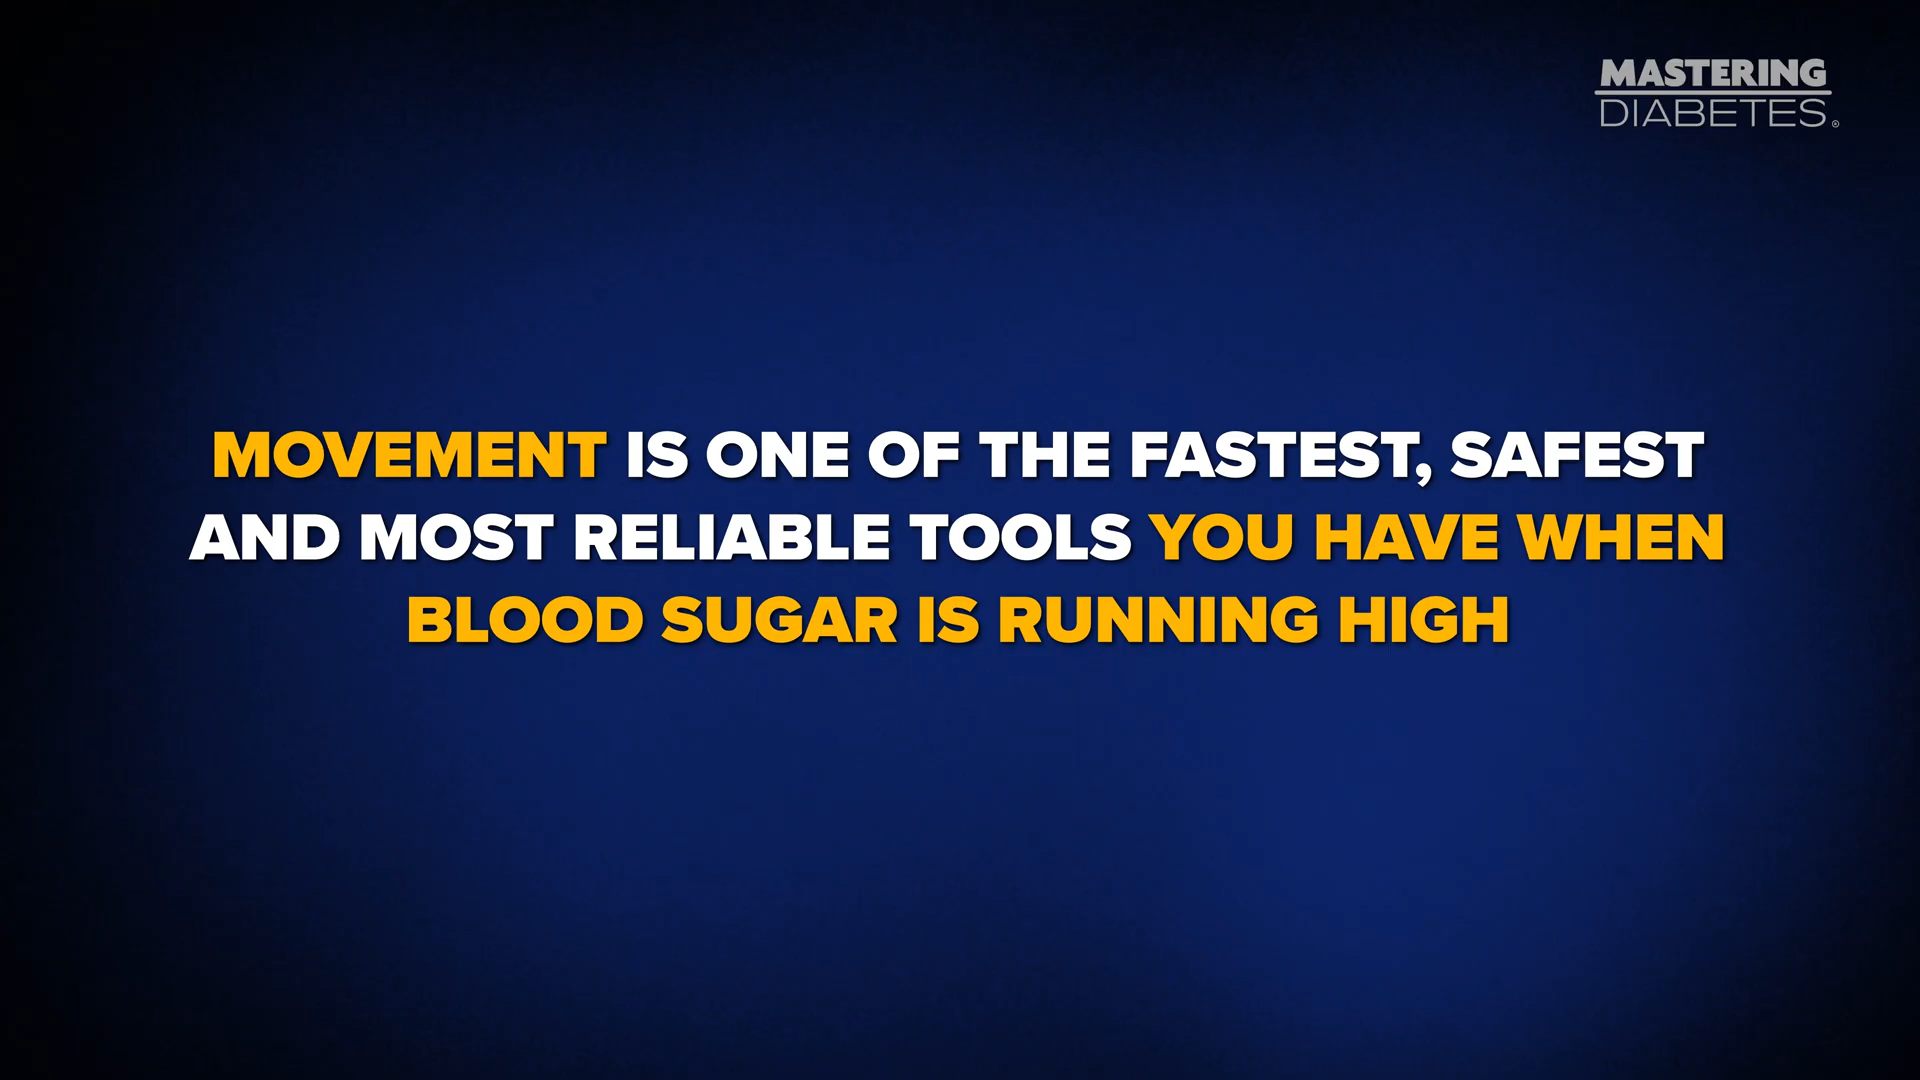 MASTERING
DIABETES®
MOVEMENT IS ONE OF THE FASTEST, SAFEST
AND MOST RELIABLE TOOLS YOU HAVE WHEN
BLOOD SUGAR IS RUNNING HIGH